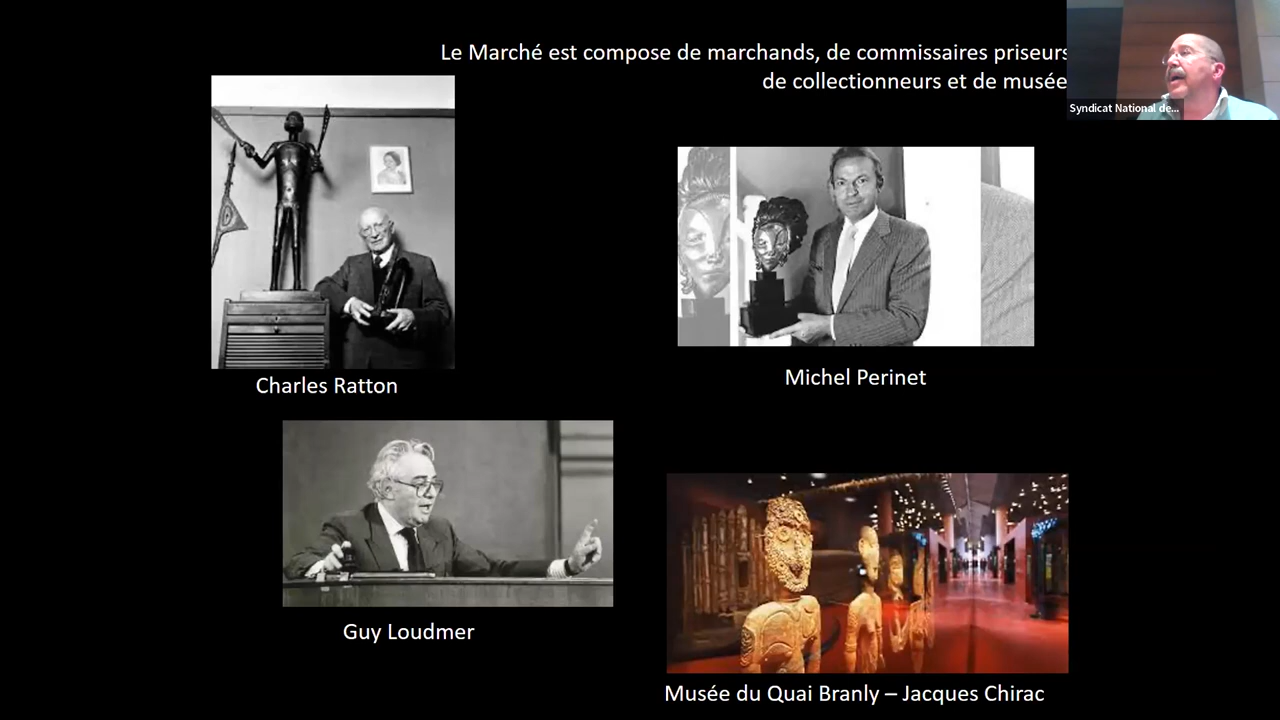 Le Marché est compose de marchands, de commissaires priseurs
de collectionneurs et de musée
Syndicat National de...
Charles Ratton
Michel Perinet
Guy Loudmer
Musée du Quai Branly – Jacques Chirac